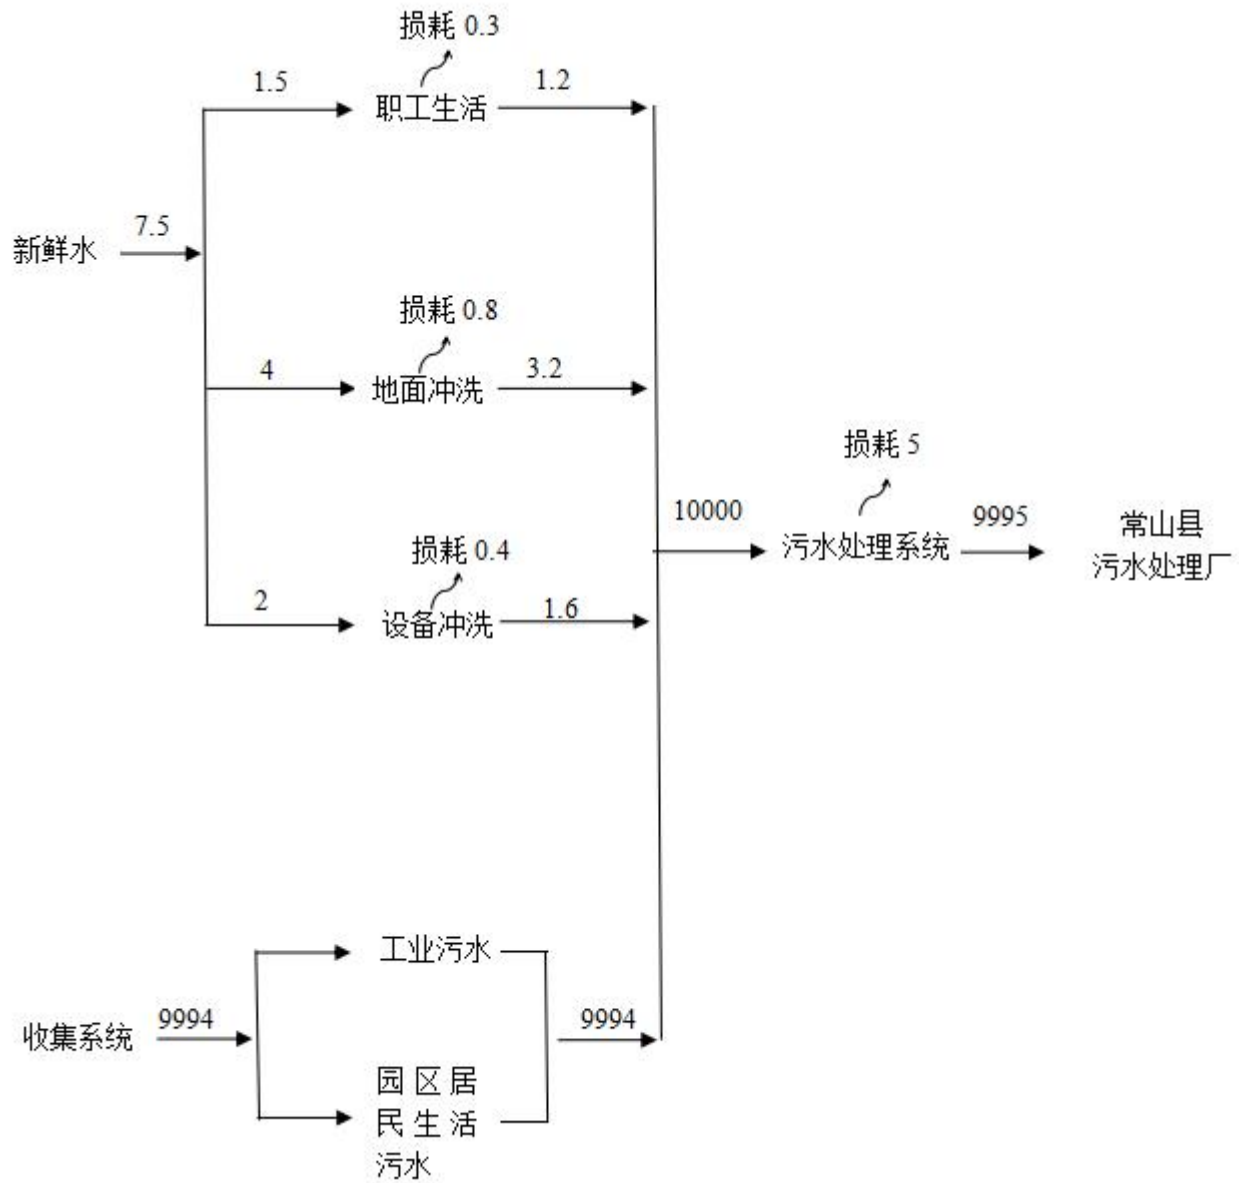 损耗 0.3
1.5
职工生活
1.2
7.5
新鲜水
损耗 0.8
4
地面冲洗
3.2
损耗 5
10000
污水处理系统
9995
常山县
污水处理厂
损耗 0.4
2
设备冲洗
1.6
工业污水
收集系统
9994
9994
园区居
民生活
污水